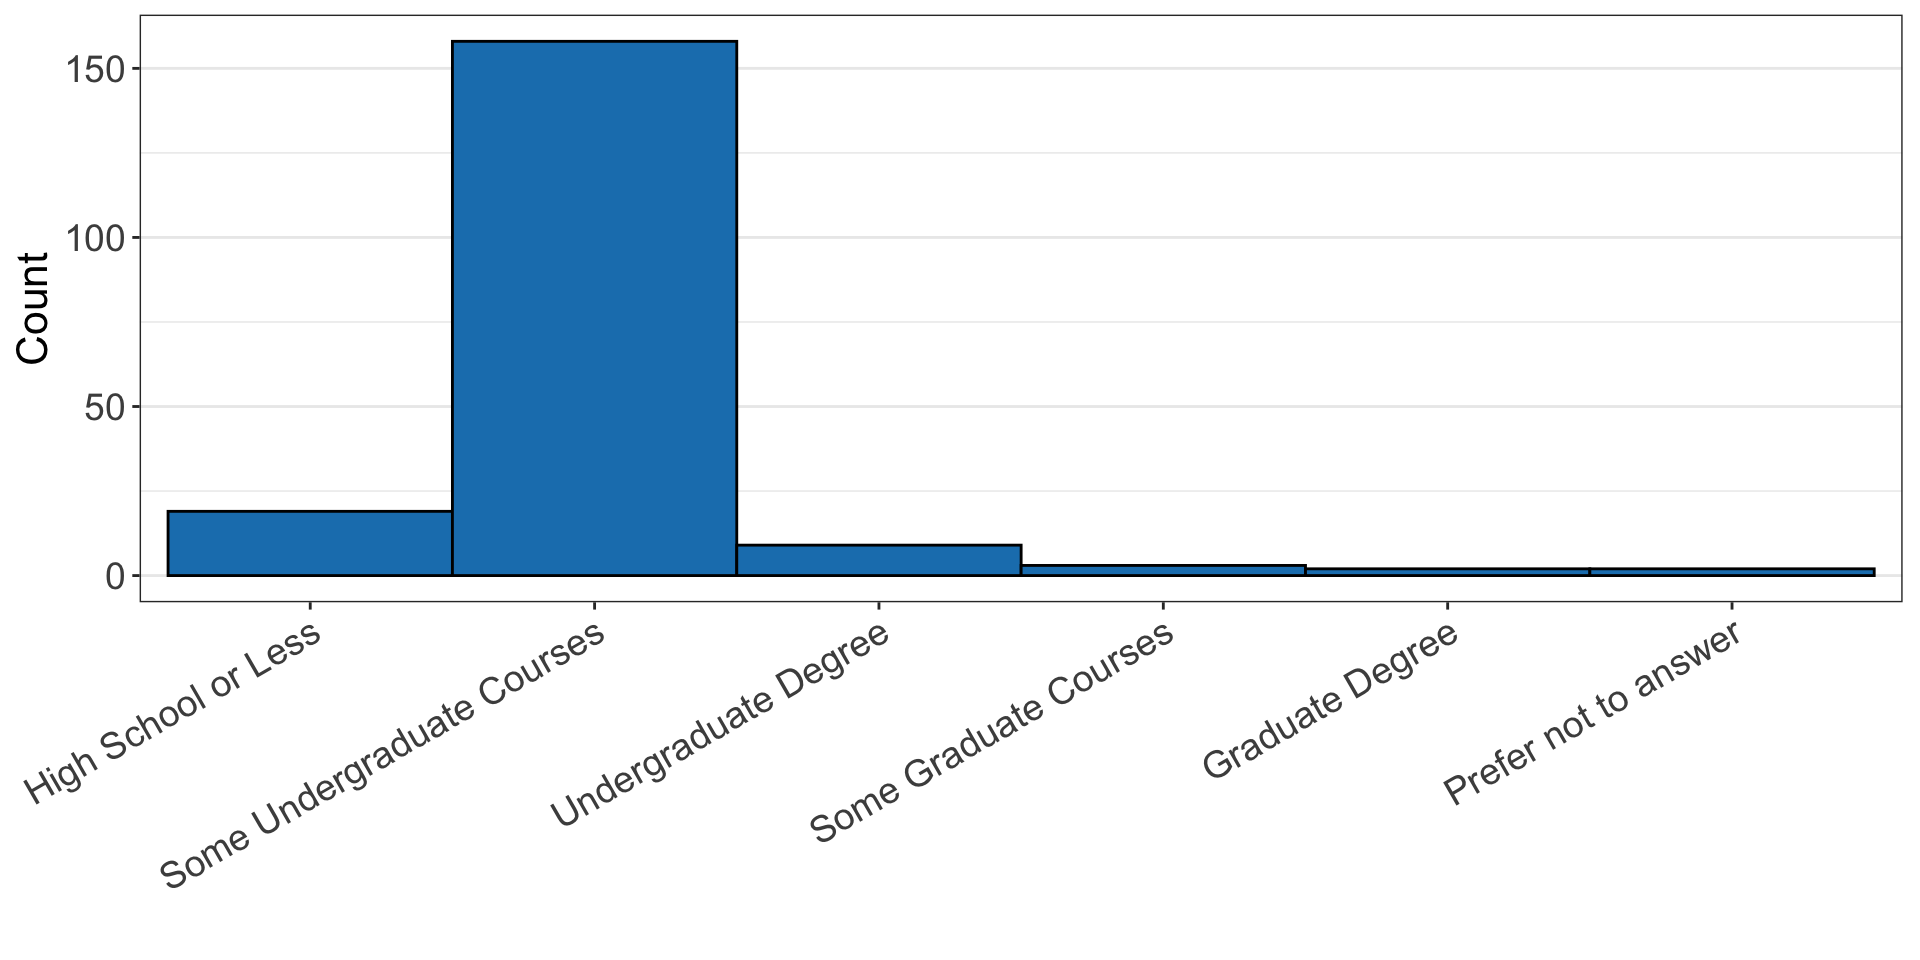 Count
150
100
50
0
High School or Less
Some Undergraduate Courses
Undergraduate Degree
Some Graduate Courses
Graduate Degree
Prefer not to answer